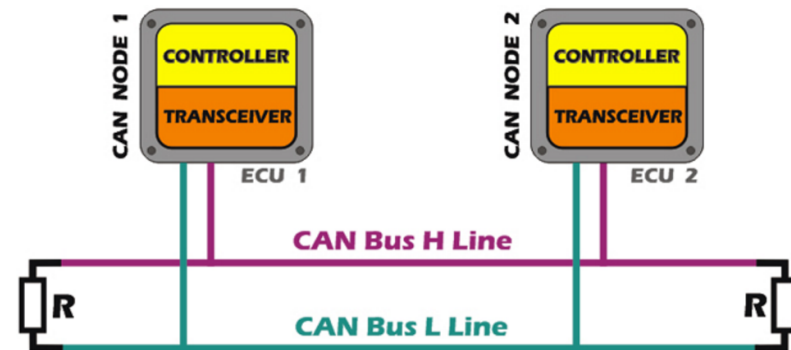 CAN NODE 1
CONTROLLER
TRANSCEIVER
ECU 1
CAN NODE 2
CONTROLLER
TRANSCEIVER
ECU 2
CAN Bus H Line
R
R
CAN Bus L Line